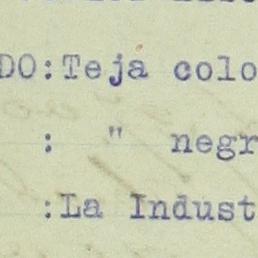 DO:Teja colo
: " negr
:La Indust